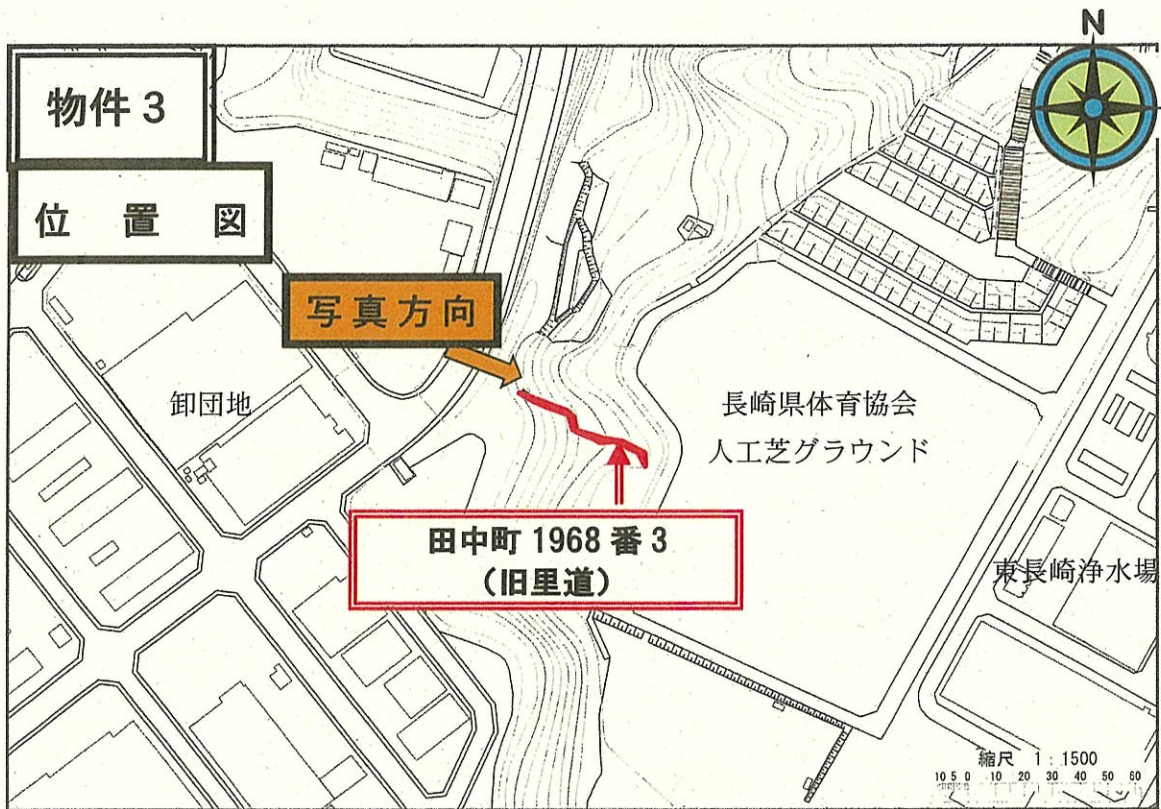 N
物件 3
位 置 図
写真方向
卸団地
長崎県体育協会
人工芝グラウンド
田中町 1968 番 3
（旧里道）
東長崎浄水場
縮尺 1：1500
10 5 0 10 20 30 40 50 60